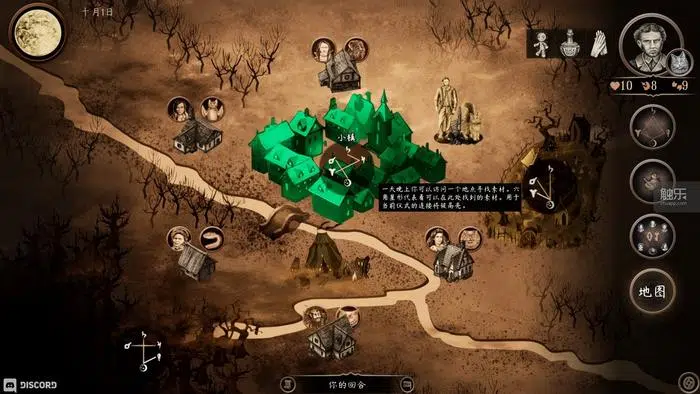 十月1日
10 8 9
小镇
一天晚上你可以访问一个地点寻找素材。六
角星形代表着可以在此处找到的素材。用于
当前仪式的连接将被高亮。
触乐
地图
你的回合
DISCORD